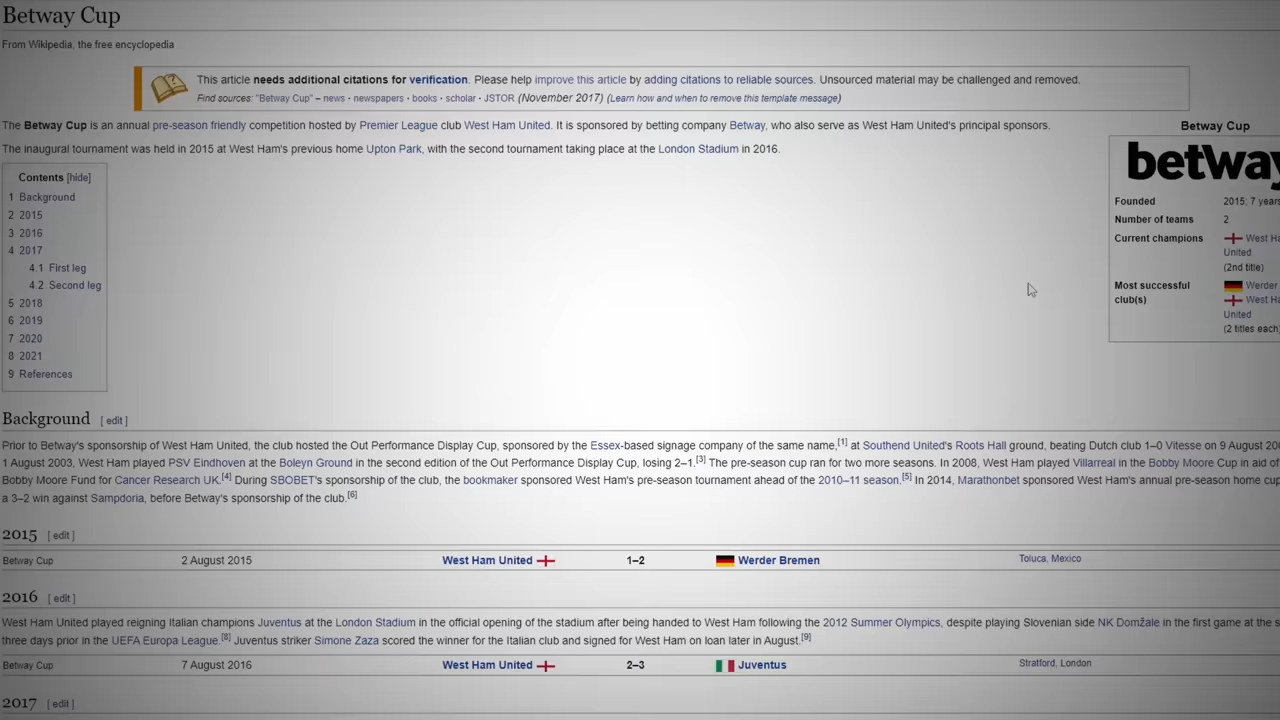 Betway Cup
From Wikipedia, the free encyclopedia
This article needs additional citations for verification. Please help improve this article by adding citations to reliable sources. Unsourced material may be challenged and removed.
Find sources: "Betway Cup" – news · newspapers · books · scholar · JSTOR (November 2017) (Learn how and when to remove this template message)
The Betway Cup is an annual pre-season friendly competition hosted by Premier League club West Ham United. It is sponsored by betting company Betway, who also serve as West Ham United's principal sponsors.
The inaugural tournament was held in 2015 at West Ham's previous home Upton Park, with the second tournament taking place at the London Stadium in 2016.
Betway Cup
betway
Founded 2015; 7 years
Number of teams 2
Current champions West Ha
United
(2nd title)
Most successful Werder
club(s) West Ha
United
(2 titles each)
Contents [hide]
1 Background
2 2015
3 2016
4 2017
4.1 First leg
4.2 Second leg
5 2018
6 2019
7 2020
8 2021
9 References
Background [ edit ]
Prior to Betway's sponsorship of West Ham United, the club hosted the Out Performance Display Cup, sponsored by the Essex-based signage company of the same name,[1] at Southend United's Roots Hall ground, beating Dutch club 1–0 Vitesse on 9 August 200
1 August 2003, West Ham played PSV Eindhoven at the Boleyn Ground in the second edition of the Out Performance Display Cup, losing 2–1.[3] The pre-season cup ran for two more seasons. In 2008, West Ham played Villarreal in the Bobby Moore Cup in aid of
Bobby Moore Fund for Cancer Research UK.[4] During SBOBET's sponsorship of the club, the bookmaker sponsored West Ham's pre-season tournament ahead of the 2010–11 season.[5] In 2014, Marathonbet sponsored West Ham's annual pre-season home cup
a 3–2 win against Sampdoria, before Betway's sponsorship of the club.[6]
2015 [ edit ]
Betway Cup 2 August 2015 West Ham United 1–2 Werder Bremen Toluca, Mexico
2016 [ edit ]
West Ham United played reigning Italian champions Juventus at the London Stadium in the official opening of the stadium after being handed to West Ham following the 2012 Summer Olympics, despite playing Slovenian side NK Domžale in the first game at the s
three days prior in the UEFA Europa League.[8] Juventus striker Simone Zaza scored the winner for the Italian club and signed for West Ham on loan later in August.[9]
Betway Cup 7 August 2016 West Ham United 2–3 Juventus Stratford, London
2017 [ edit ]